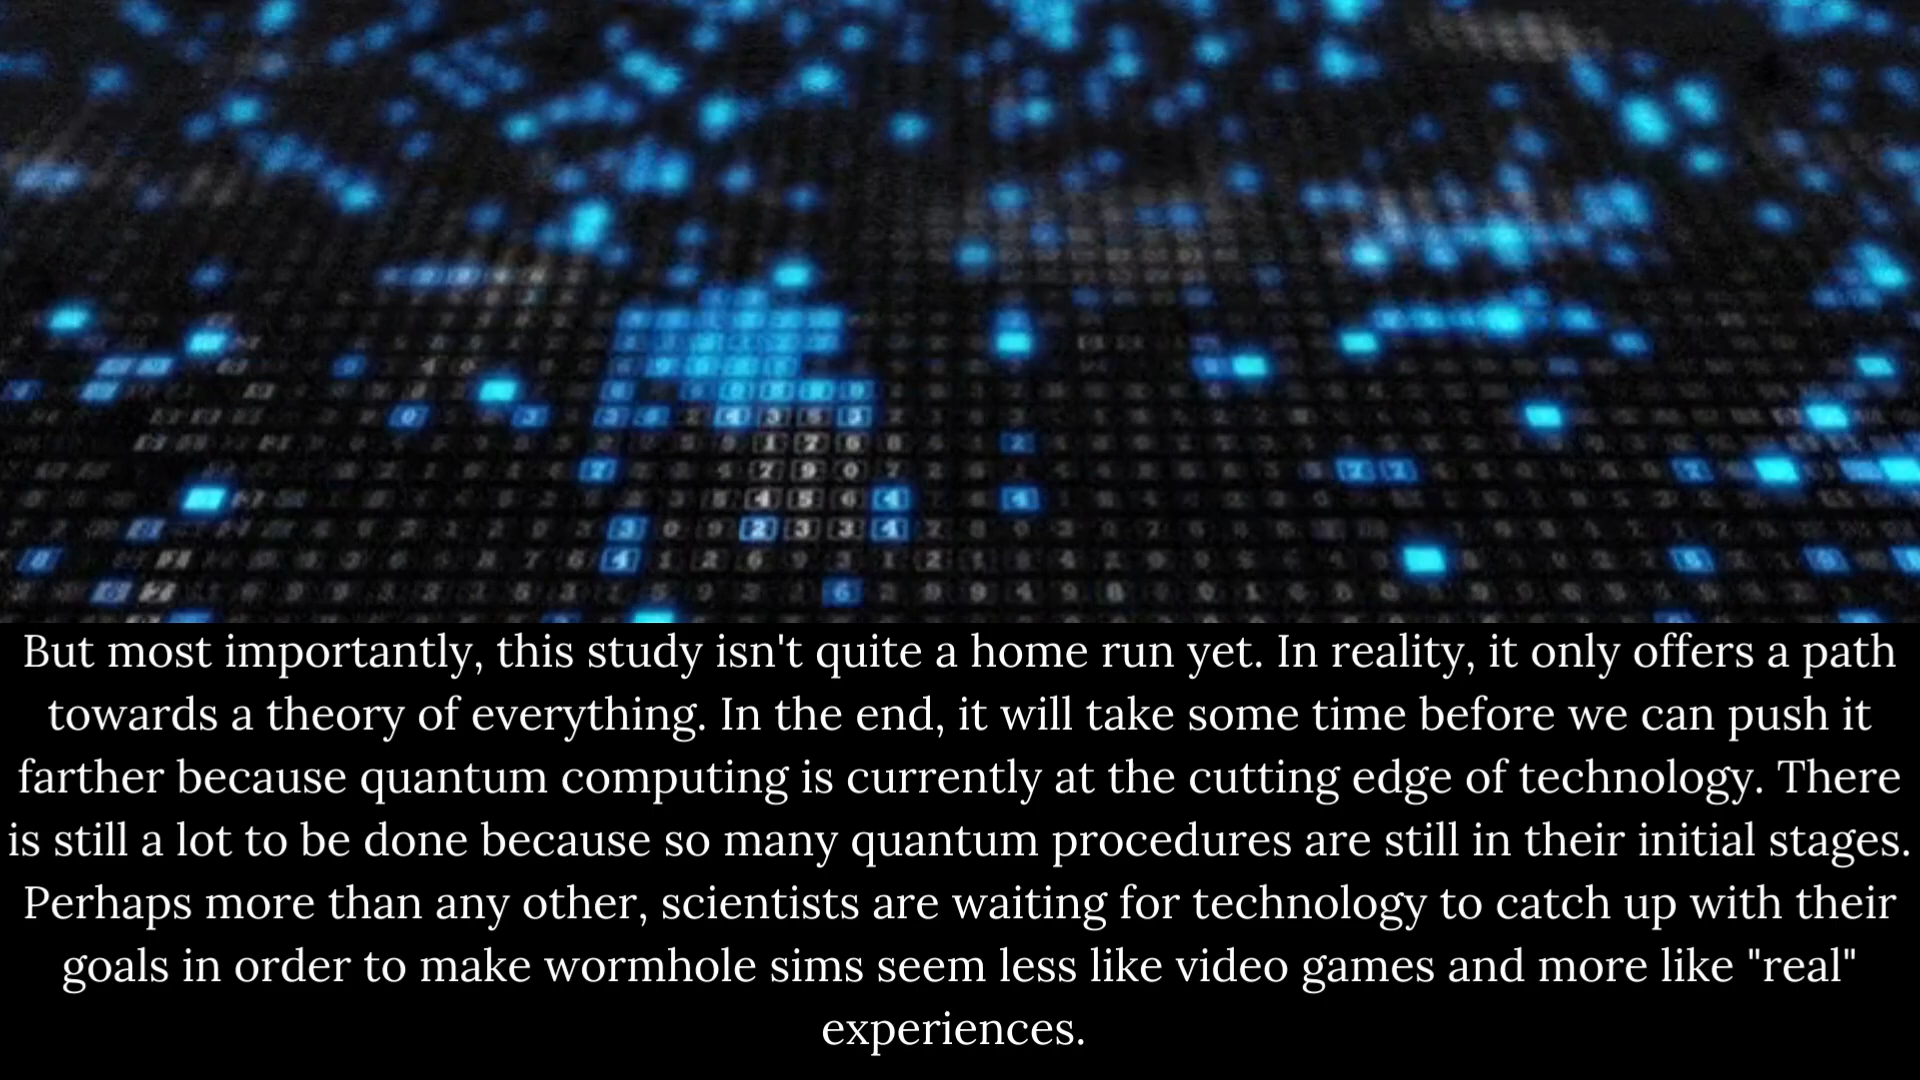 But most importantly, this study isn't quite a home run yet. In reality, it only offers a path
towards a theory of everything. In the end, it will take some time before we can push it
farther because quantum computing is currently at the cutting edge of technology. There
is still a lot to be done because so many quantum procedures are still in their initial stages.
Perhaps more than any other, scientists are waiting for technology to catch up with their
goals in order to make wormhole sims seem less like video games and more like "real"
experiences.